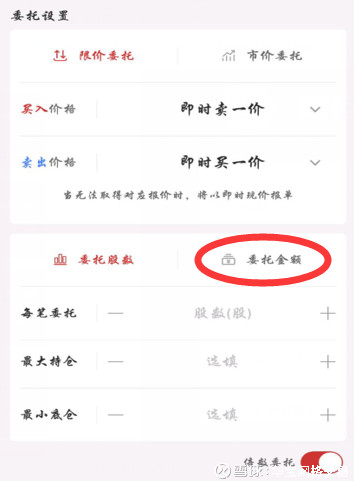 委托设置
限价委托 市价委托
买入价格 即时卖一价
卖出价格 即时买一价
当无法取得对应报价时，将以即时现价报单
委托股数 委托金额
每笔委托 — 股数(股) +
最大持仓 — 选填 +
最小底仓 — 选填 +
倍数委托
雪球